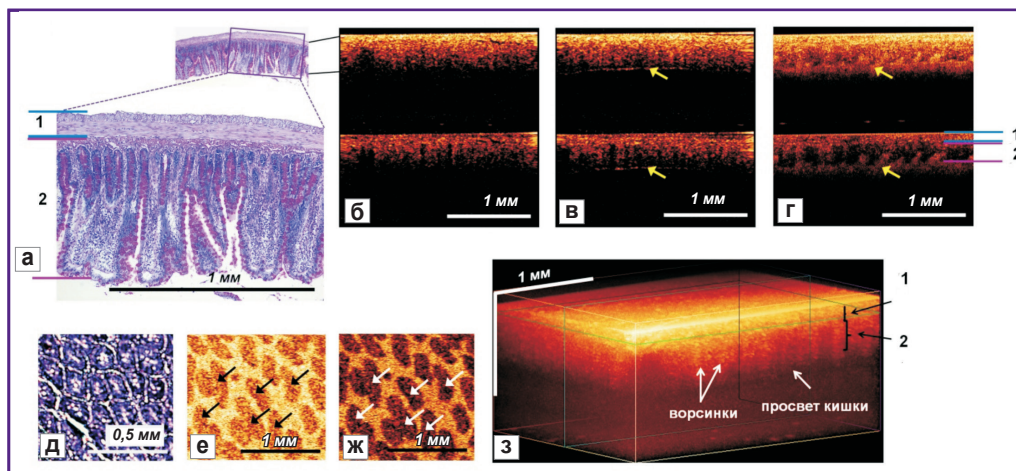 1
2
а
1 мм
б
1 мм
в
1 мм
г
1 мм
1
2
д
0,5 мм
е
1 мм
ж
1 мм
з
1 мм
ворсинки
просвет кишки
1
2